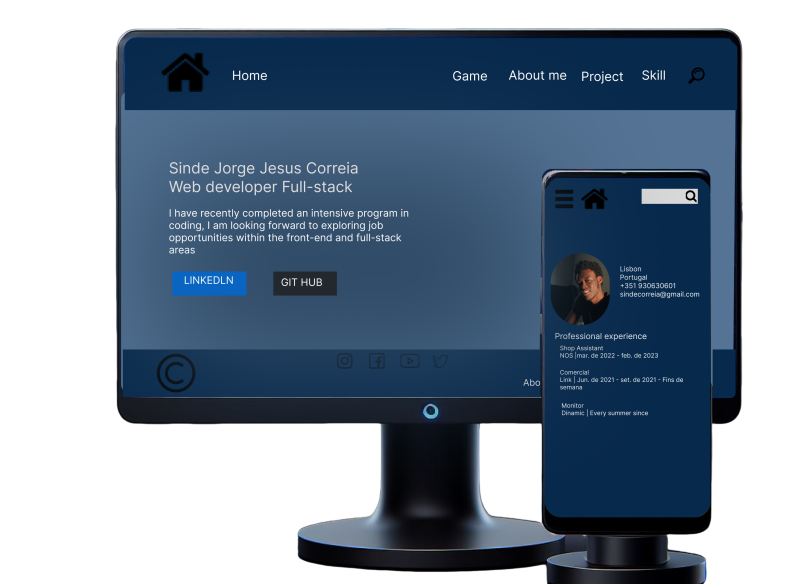 Home
Game
About me
Project
Skill
Sinde Jorge Jesus Correia
Web developer Full-stack
I have recently completed an intensive program in
coding, I am looking forward to exploring job
opportunities within the front-end and full-stack
areas
LINKEDLN
GIT HUB
©
Abo
Lisbon
Portugal
+351 930630601
sindecorreia@gmail.com
Professional experience
Shop Assistant
NOS |mar. de 2022 - feb. de 2023
Comercial
Link | Jun. de 2021 - set. de 2021 - Fins de
semana
Monitor
Dinamic | Every summer since